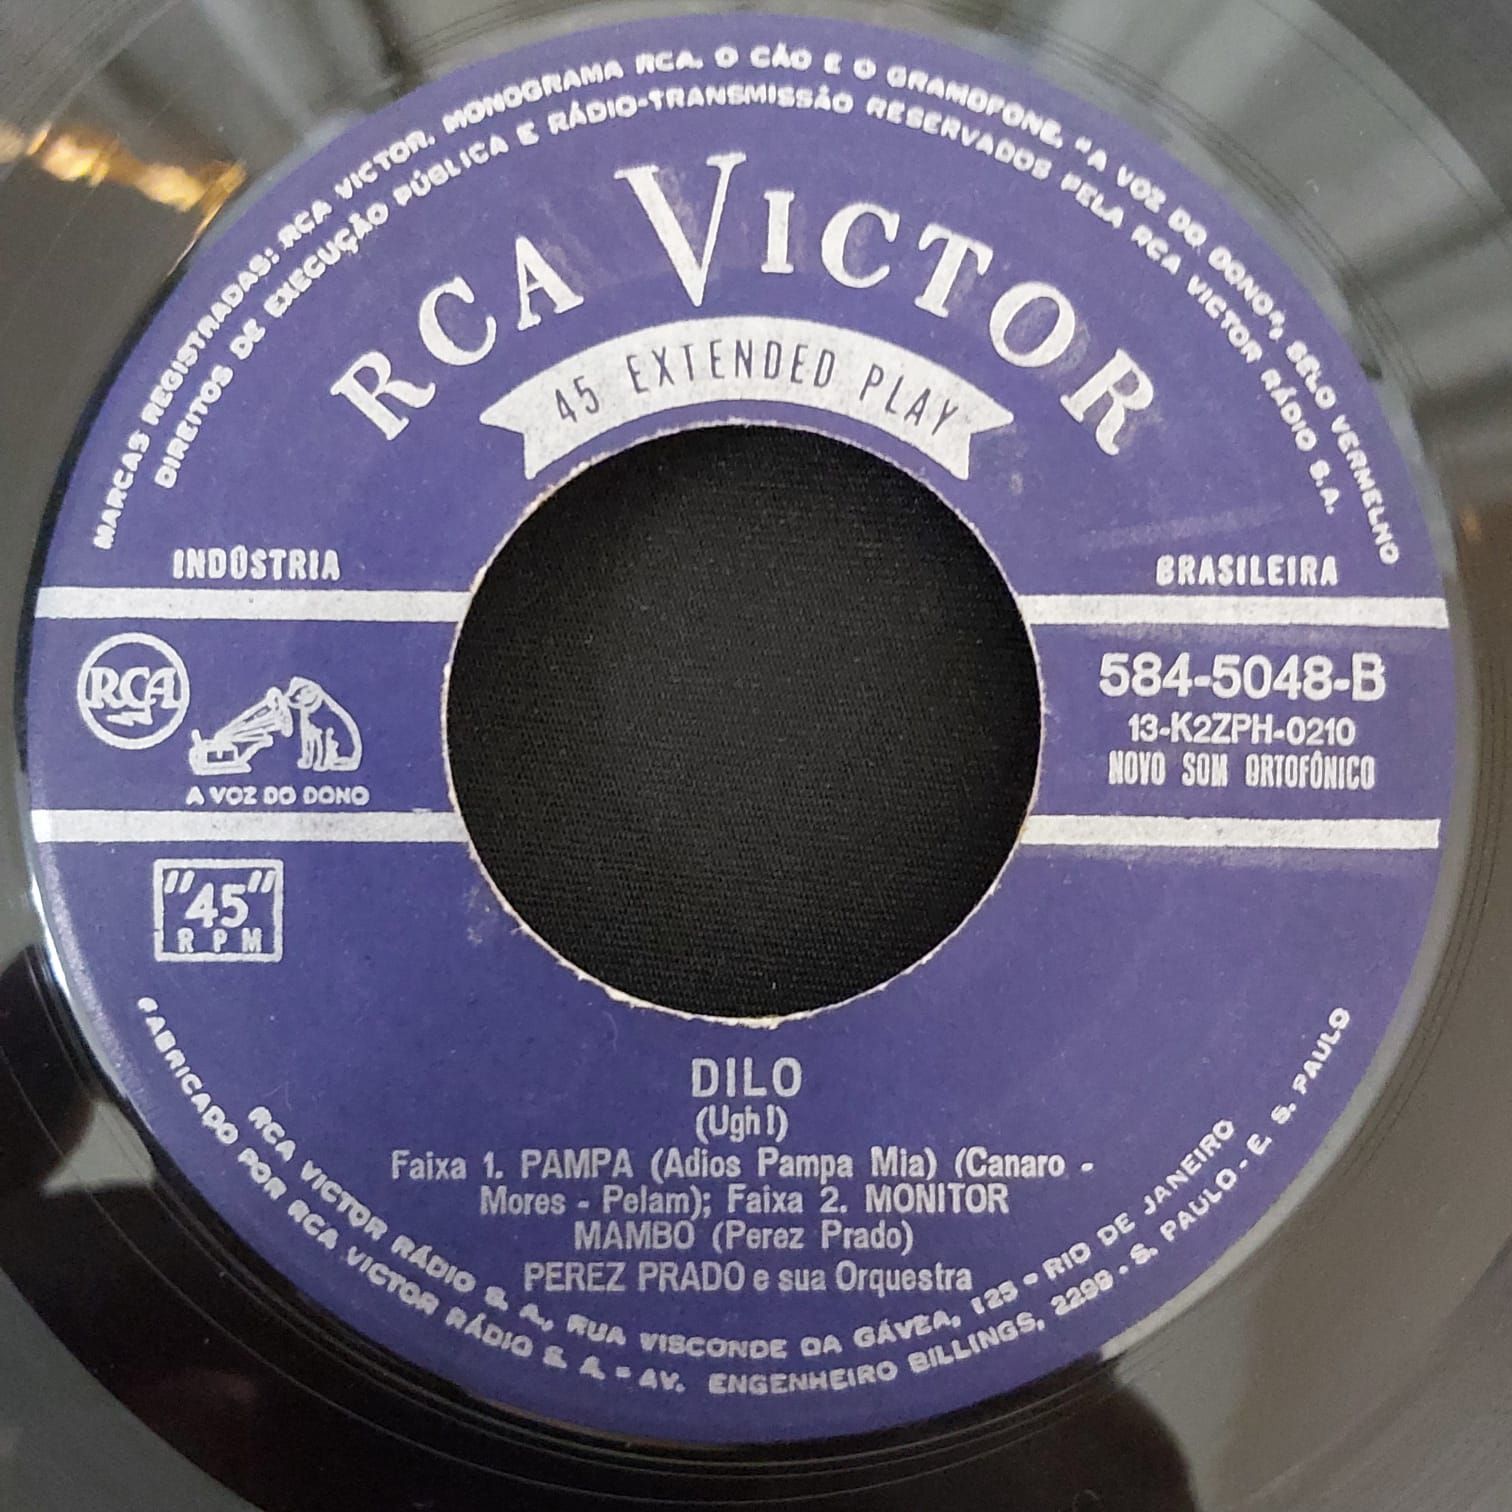 MARCAS REGISTRADAS: RCA VICTOR. MONOGRAMA RCA. O CÃO E O GRAMOFONE. "A VOZ DO DONO", SÊLO VERMELHO
DIREITOS DE EXECUÇÃO PÚBLICA E RÁDIO-TRANSMISSÃO RESERVADOS PELA RCA VICTOR RÁDIO S.A.
RCA VICTOR
45 EXTENDED PLAY
INDÚSTRIA
BRASILEIRA
RCA
A VOZ DO DONO
584-5048-B
13-K2ZPH-0210
NOVO SOM ORTOFÔNICO
"45"
RPM
DILO
(Ugh!)
Faixa 1. PAMPA (Adios Pampa Mia) (Canaro -
Mores - Pelam); Faixa 2. MONITOR
MAMBO (Perez Prado)
PEREZ PRADO e sua Orquestra
RCA VICTOR RÁDIO S. A., RUA VISCONDE DA GÁVEA, 125 - RIO DE JANEIRO
FABRICADO POR RCA VICTOR RÁDIO S. A. - AV. ENGENHEIRO BILLINGS, 2299 - S. PAULO - E. S. PAULO